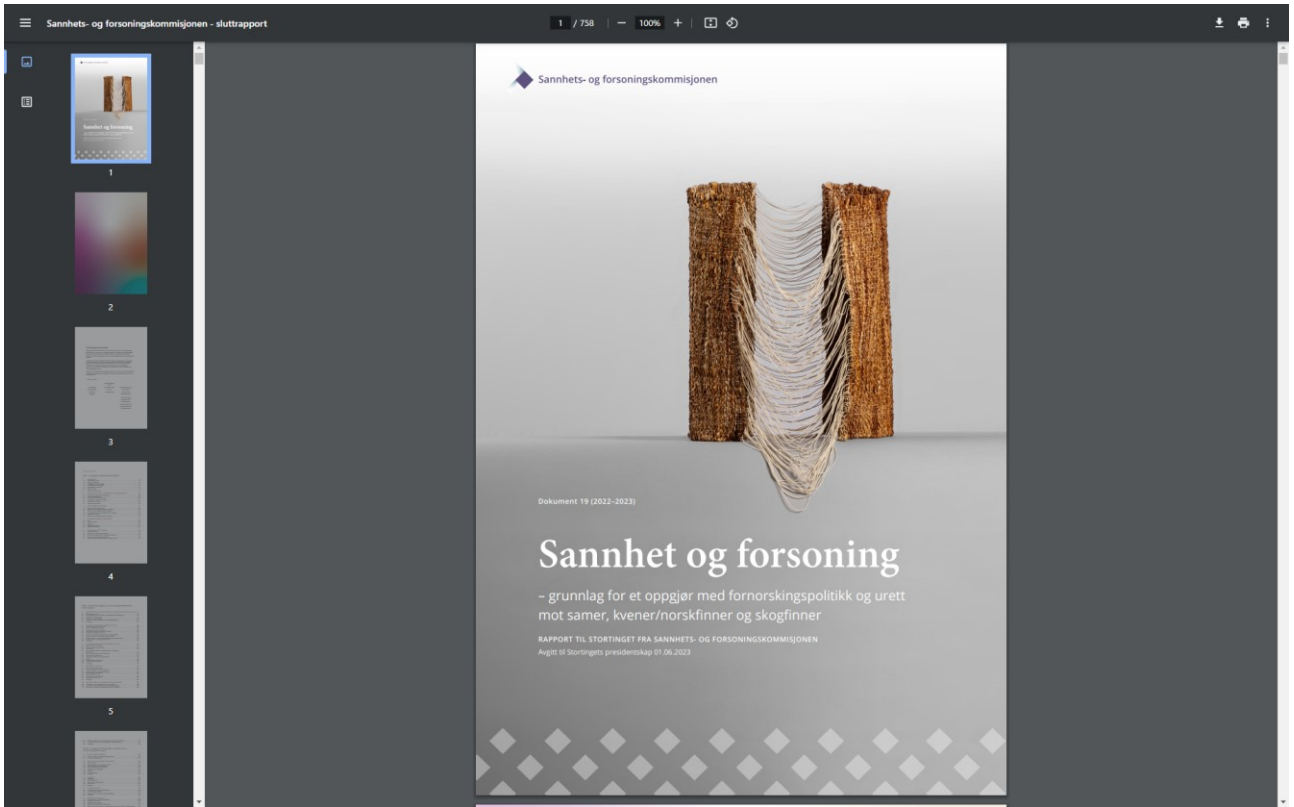 Sannhets- og forsoningskommisjonen - sluttrapport
1 / 758
100%
1
2
3
4
5
Sannhets- og forsoningskommisjonen
Dokument 19 (2022–2023)
Sannhet og forsoning
– grunnlag for et oppgjør med fornorskingspolitikk og urett
mot samer, kvener/norskfinner og skogfinner
RAPPORT TIL STORTINGET FRA SANNHETS- OG FORSONINGSKOMMISJONEN
Avgitt til Stortingets presidentskap 01.06.2023